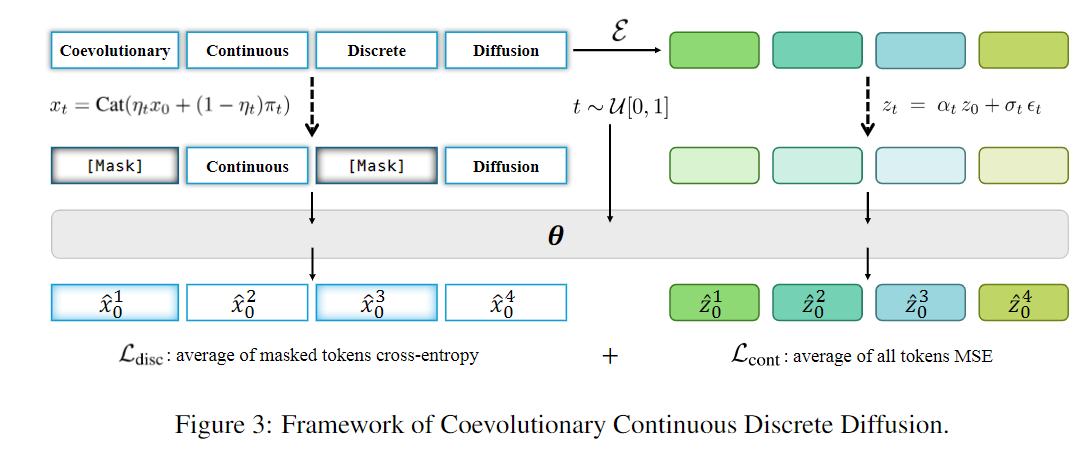 Coevolutionary Continuous Discrete Diffusion ℰ
x_t = Cat(η_t x_0 + (1 − η_t)π_t) t ∼ 𝒰[0, 1] z_t = α_t z_0 + σ_t ϵ_t
[Mask] Continuous [Mask] Diffusion
θ
x̂_0^1 x̂_0^2 x̂_0^3 x̂_0^4 ẑ_0^1 ẑ_0^2 ẑ_0^3 ẑ_0^4
ℒ_disc : average of masked tokens cross-entropy + ℒ_cont : average of all tokens MSE
Figure 3: Framework of Coevolutionary Continuous Discrete Diffusion.